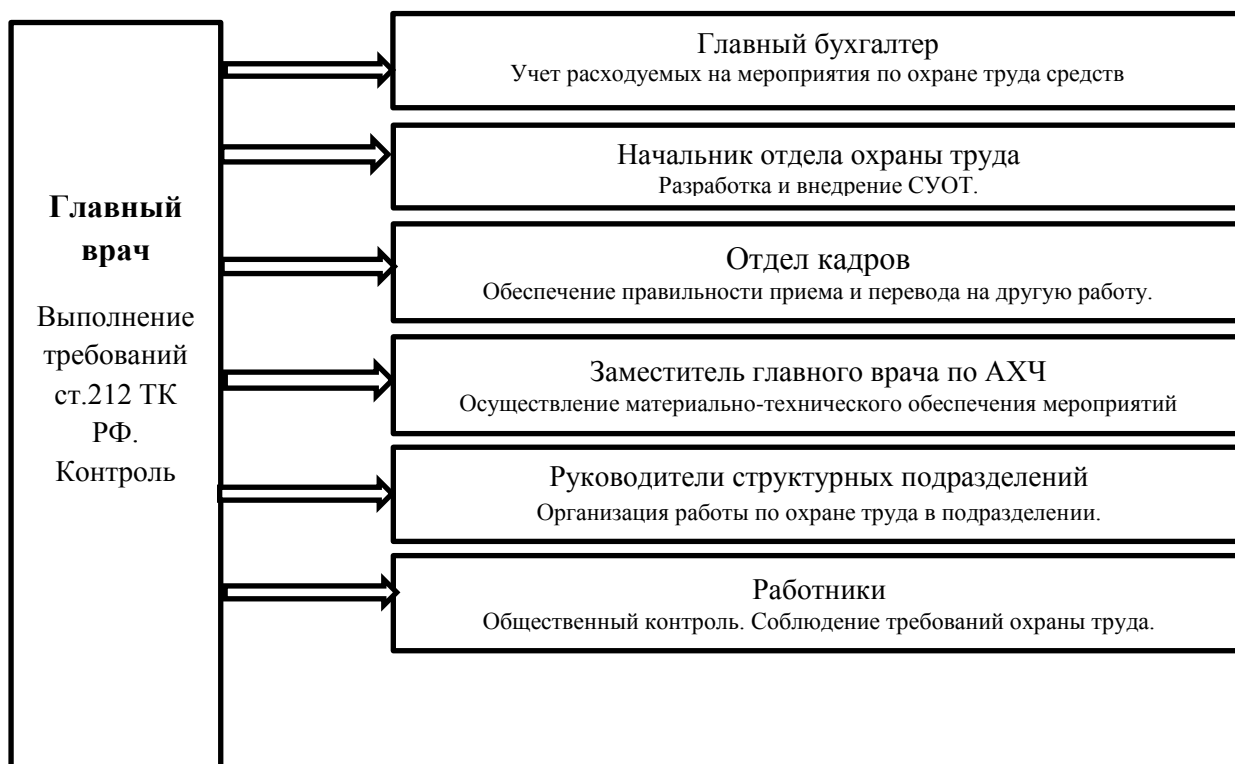 Главный
врач
Выполнение
требований
ст.212 ТК
РФ.
Контроль
Главный бухгалтер
Учет расходуемых на мероприятия по охране труда средств
Начальник отдела охраны труда
Разработка и внедрение СУОТ.
Отдел кадров
Обеспечение правильности приема и перевода на другую работу.
Заместитель главного врача по АХЧ
Осуществление материально-технического обеспечения мероприятий
Руководители структурных подразделений
Организация работы по охране труда в подразделении.
Работники
Общественный контроль. Соблюдение требований охраны труда.